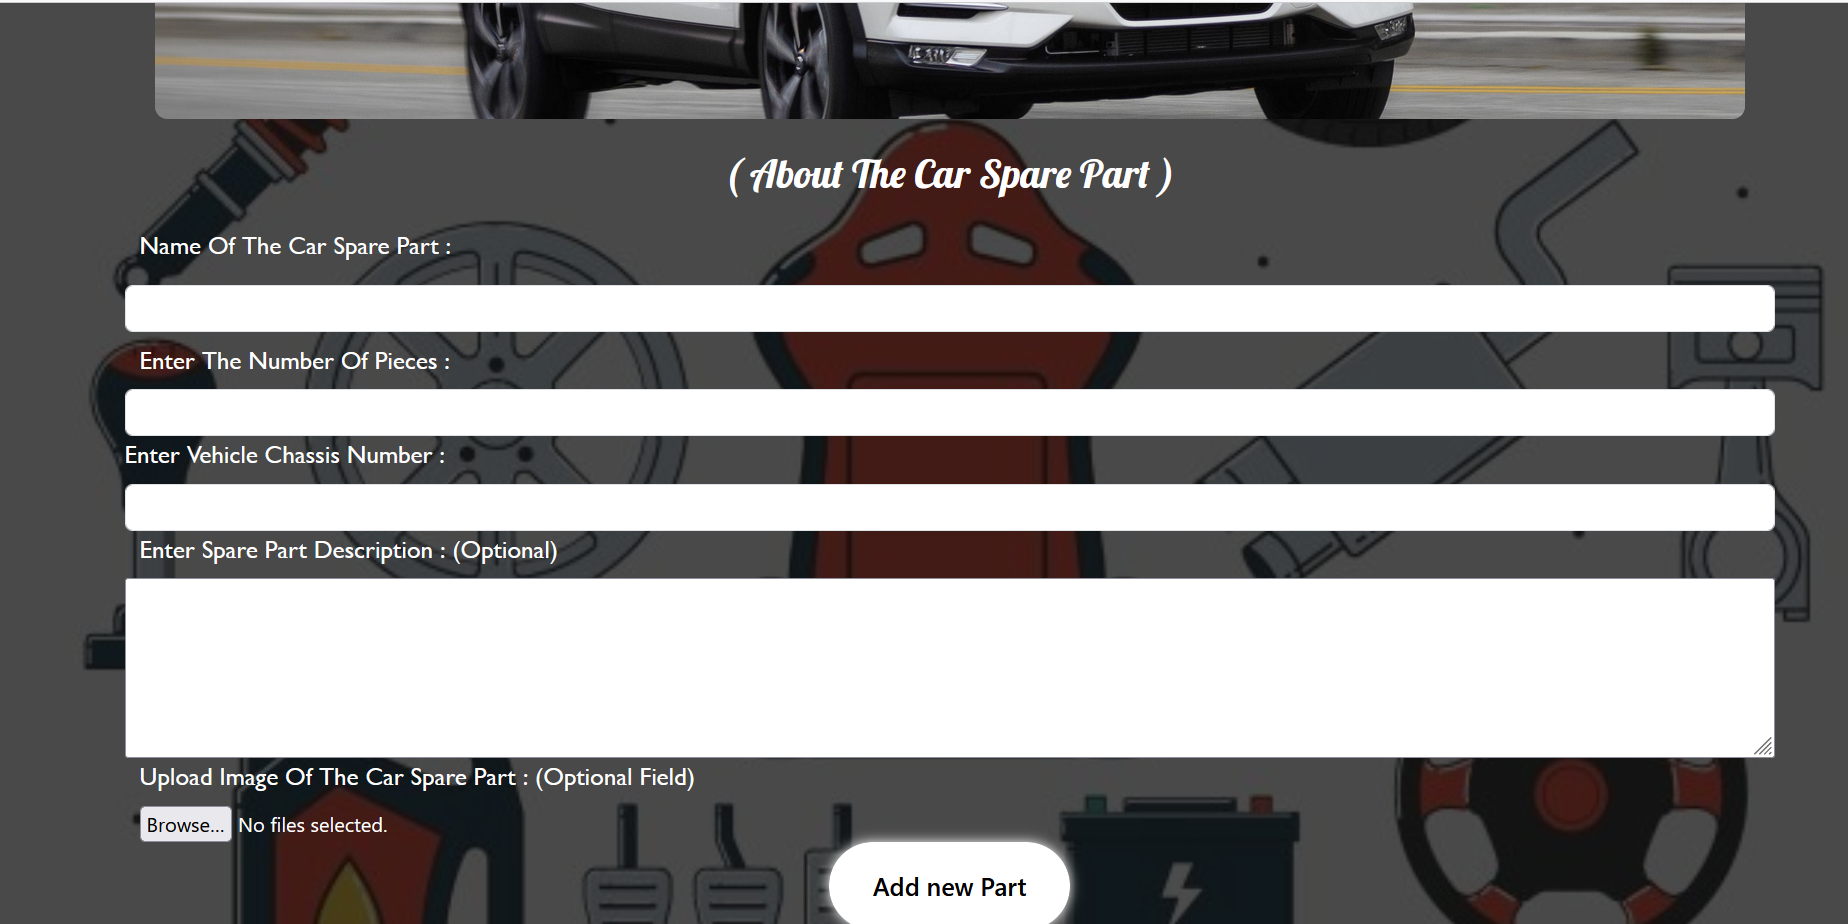 ( About The Car Spare Part )
Name Of The Car Spare Part :
Enter The Number Of Pieces :
Enter Vehicle Chassis Number :
Enter Spare Part Description : (Optional)
Upload Image Of The Car Spare Part : (Optional Field)
Browse... No files selected.
Add new Part